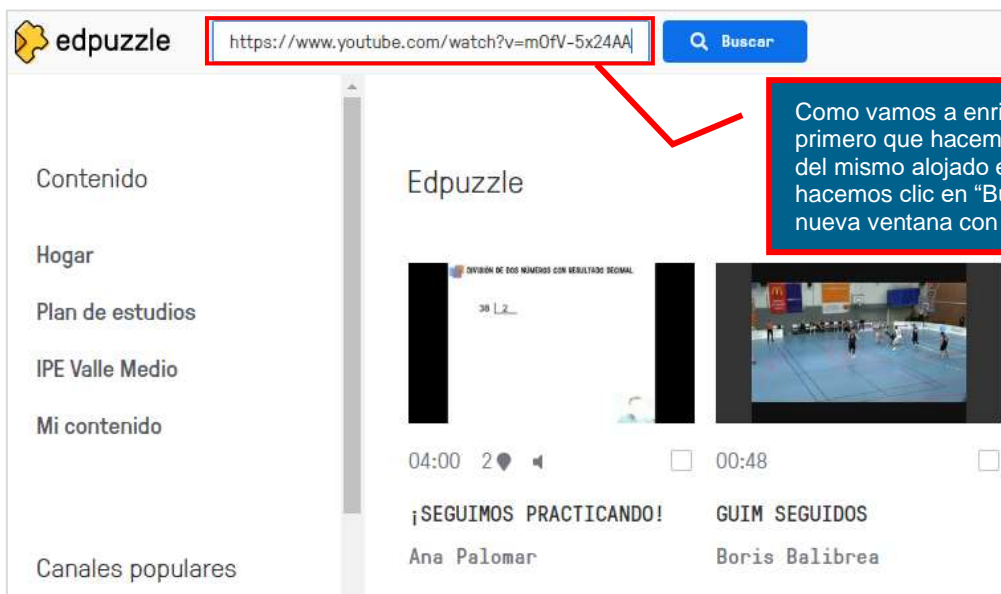 edpuzzle
https://www.youtube.com/watch?v=mOfV-5x24AA
Buscar
Como vamos a enri
primero que hacem
del mismo alojado e
hacemos clic en “Bu
nueva ventana con
Contenido
Edpuzzle
Hogar
Plan de estudios
IPE Valle Medio
Mi contenido
DIVISIÓN DE DOS NÚMEROS CON RESULTADO DECIMAL
38 2
04:00 2
00:48
¡SEGUIMOS PRACTICANDO!
GUIM SEGUIDOS
Ana Palomar
Boris Balibrea
Canales populares